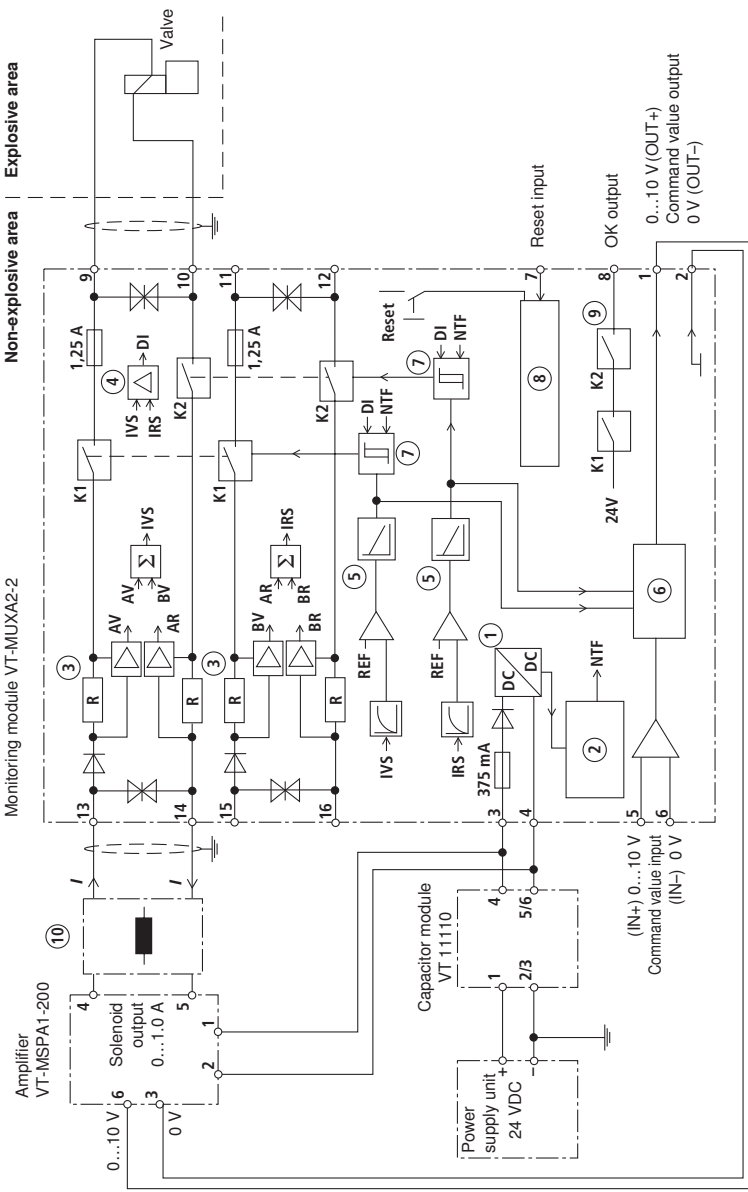 Monitoring module VT-MUXA2-2
Non-explosive area
Explosive area
Valve
Amplifier
VT-MSPA1-200
Solenoid
output
0...1.0 A
0...10 V
6
3
0 V
4
5
1
2
10
I
I
13
14
15
16
R
R
R
R
3
3
AV
AR
BV
BR
AV
BV
Σ
IVS
AR
BR
Σ
IRS
K1
K1
K2
K2
IVS
IRS
4
DI
1,25 A
1,25 A
9
10
11
12
IVS
REF
5
DI
NTF
7
IRS
REF
5
DI
NTF
7
Reset
7
Reset input
8
24V
K1
K2
9
8
OK output
3
4
375 mA
DC
DC
1
2
NTF
5
6
6
1
2
0...10 V (OUT+)
Command value output
0 V (OUT−)
(IN+) 0...10 V
Command value input
(IN−) 0 V
Capacitor module
VT 11110
4
5/6
1
2/3
Power
supply unit
24 VDC
+
−